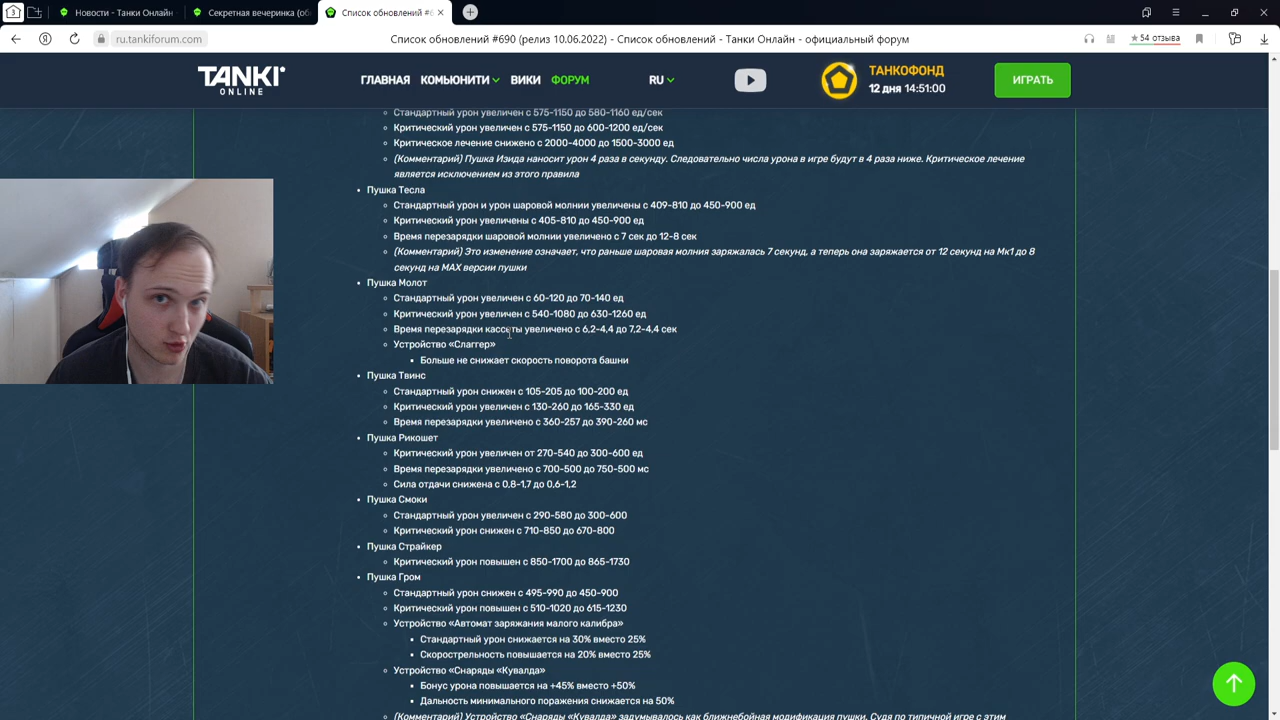 3
Новости - Танки Онлайн
Секретная вечеринка (об
Список обновлений #6
ru.tankiforum.com
Список обновлений #690 (релиз 10.06.2022) - Список обновлений - Танки Онлайн - официальный форум
★ 54 отзыва
TANKI ONLINE
ГЛАВНАЯ КОМЬЮНИТИ ВИКИ ФОРУМ
RU
ТАНКОФОНД
12 дня 14:51:00
ИГРАТЬ
Стандартный урон увеличен с 575-1150 до 580-1160 ед/сек
Критический урон увеличен с 575-1150 до 600-1200 ед/сек
Критическое лечение снижено с 2000-4000 до 1500-3000 ед
(Комментарий) Пушка Изида наносит урон 4 раза в секунду. Следовательно числа урона в игре будут в 4 раза ниже. Критическое лечение
является исключением из этого правила
Пушка Тесла
Стандартный урон и урон шаровой молнии увеличены с 409-810 до 450-900 ед
Критический урон увеличены с 405-810 до 450-900 ед
Время перезарядки шаровой молнии увеличено с 7 сек до 12-8 сек
(Комментарий) Это изменение означает, что раньше шаровая молния заряжалась 7 секунд, а теперь она заряжается от 12 секунд на Мк1 до 8
секунд на MAX версии пушки
Пушка Молот
Стандартный урон увеличен с 60-120 до 70-140 ед
Критический урон увеличен с 540-1080 до 630-1260 ед
Время перезарядки кассеты увеличено с 6,2-4,4 до 7,2-4,4 сек
Устройство «Слаггер»
Больше не снижает скорость поворота башни
Пушка Твинс
Стандартный урон снижен с 105-205 до 100-200 ед
Критический урон увеличен с 130-260 до 165-330 ед
Время перезарядки увеличено с 360-257 до 390-260 мс
Пушка Рикошет
Критический урон увеличен от 270-540 до 300-600 ед
Время перезарядки увеличено с 700-500 до 750-500 мс
Сила отдачи снижена с 0,8-1,7 до 0,6-1,2
Пушка Смоки
Стандартный урон увеличен с 290-580 до 300-600
Критический урон снижен с 710-850 до 670-800
Пушка Страйкер
Критический урон повышен с 850-1700 до 865-1730
Пушка Гром
Стандартный урон снижен с 495-990 до 450-900
Критический урон повышен с 510-1020 до 615-1230
Устройство «Автомат заряжания малого калибра»
Стандартный урон снижается на 30% вместо 25%
Скорострельность повышается на 20% вместо 25%
Устройство «Снаряды «Кувалда»
Бонус урона повышается на +45% вместо +50%
Дальность минимального поражения снижается на 50%
(Комментарий) Устройство «Снаряды «Кувалда» задумывалось как ближнебойная модификация пушки. Судя по типичной игре с этим